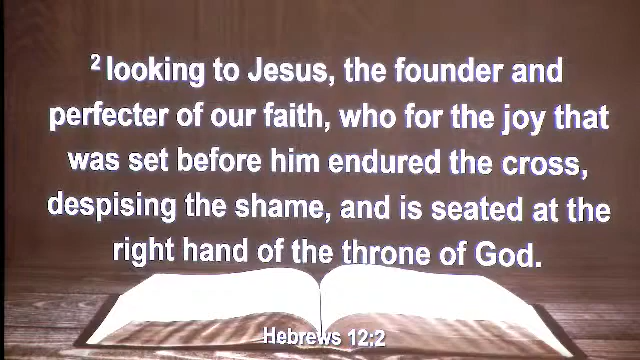 2 looking to Jesus, the founder and
perfecter of our faith, who for the joy that
was set before him endured the cross,
despising the shame, and is seated at the
right hand of the throne of God.
Hebrews 12:2